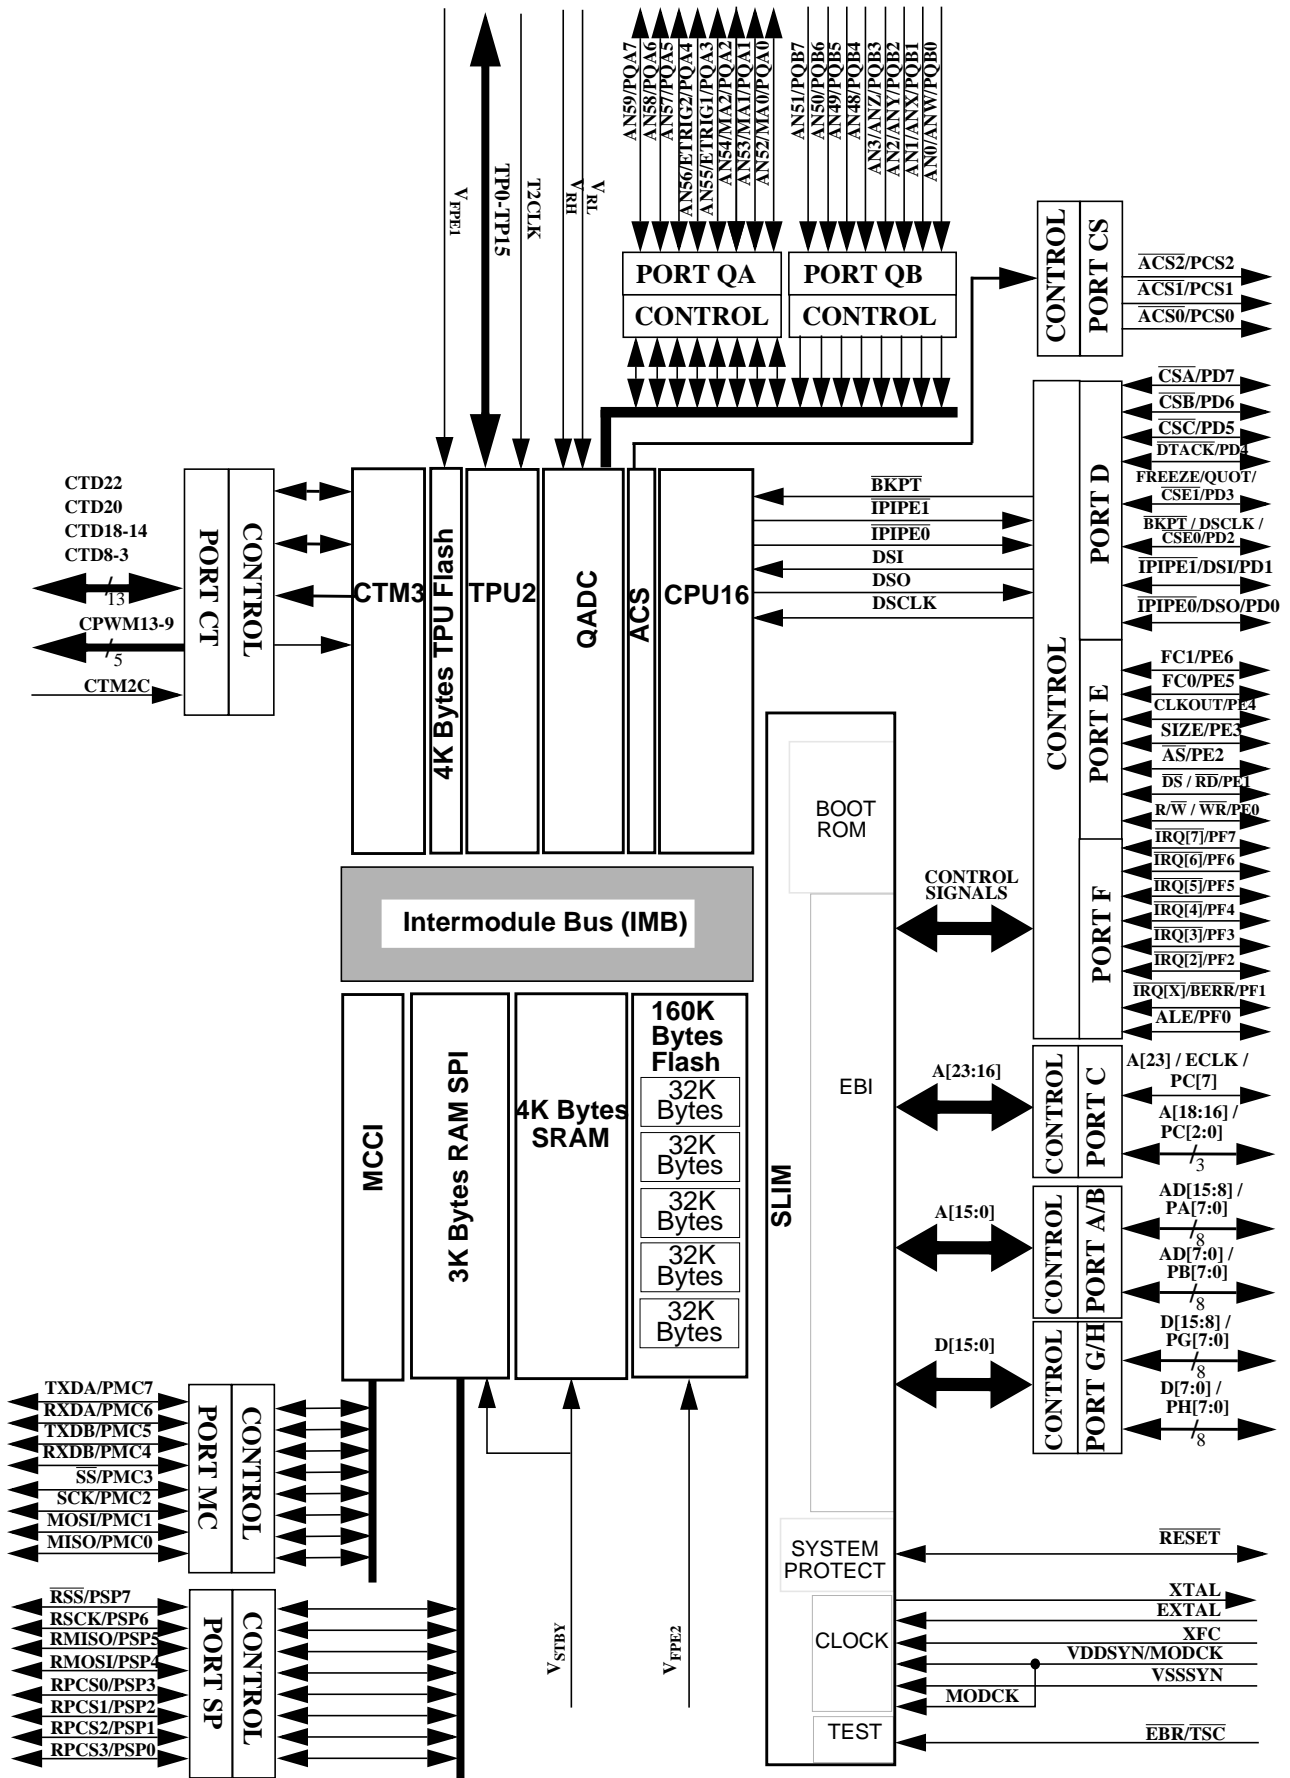 V_FPE1
TP0-TP15
T2CLK
V_RH
V_RL
AN59/PQA7
AN58/PQA6
AN57/PQA5
AN56/ETRIG2/PQA4
AN55/ETRIG1/PQA3
AN54/MA2/PQA2
AN53/MA1/PQA1
AN52/MA0/PQA0
AN51/PQB7
AN50/PQB6
AN49/PQB5
AN48/PQB4
AN3/ANZ/PQB3
AN2/ANY/PQB2
AN1/ANX/PQB1
AN0/ANW/PQB0
PORT QA
CONTROL
PORT QB
CONTROL
CONTROL
PORT CS
ACS2/PCS2
ACS1/PCS1
ACS0/PCS0
CTD22
CTD20
CTD18-14
CTD8-3
13
CPWM13-9
5
CTM2C
PORT CT
CONTROL
CTM3
4K Bytes TPU Flash
TPU2
QADC
ACS
CPU16
BKPT
IPIPE1
IPIPE0
DSI
DSO
DSCLK
CONTROL
PORT D
CSA/PD7
CSB/PD6
CSC/PD5
DTACK/PD4
FREEZE/QUOT/
CSE1/PD3
BKPT / DSCLK /
CSE0/PD2
IPIPE1/DSI/PD1
IPIPE0/DSO/PD0
PORT E
FC1/PE6
FC0/PE5
CLKOUT/PE4
SIZE/PE3
AS/PE2
DS / RD/PE1
R/W / WR/PE0
PORT F
IRQ[7]/PF7
IRQ[6]/PF6
IRQ[5]/PF5
IRQ[4]/PF4
IRQ[3]/PF3
IRQ[2]/PF2
IRQ[X]/BERR/PF1
ALE/PF0
Intermodule Bus (IMB)
SLIM
BOOT
ROM
EBI
CONTROL
SIGNALS
A[23:16]
CONTROL
PORT C
A[23] / ECLK /
PC[7]
A[18:16] /
PC[2:0]
3
A[15:0]
CONTROL
PORT A/B
AD[15:8] /
PA[7:0]
8
AD[7:0] /
PB[7:0]
8
D[15:0]
CONTROL
PORT G/H
D[15:8] /
PG[7:0]
8
D[7:0] /
PH[7:0]
8
MCCI
3K Bytes RAM SPI
4K Bytes
SRAM
160K
Bytes
Flash
32K
Bytes
32K
Bytes
32K
Bytes
32K
Bytes
32K
Bytes
TXDA/PMC7
RXDA/PMC6
TXDB/PMC5
RXDB/PMC4
SS/PMC3
SCK/PMC2
MOSI/PMC1
MISO/PMC0
PORT MC
CONTROL
RSS/PSP7
RSCK/PSP6
RMISO/PSP5
RMOSI/PSP4
RPCS0/PSP3
RPCS1/PSP2
RPCS2/PSP1
RPCS3/PSP0
PORT SP
CONTROL
V_STBY
V_FPE2
SYSTEM
PROTECT
RESET
CLOCK
XTAL
EXTAL
XFC
VDDSYN/MODCK
VSSSYN
MODCK
TEST
EBR/TSC